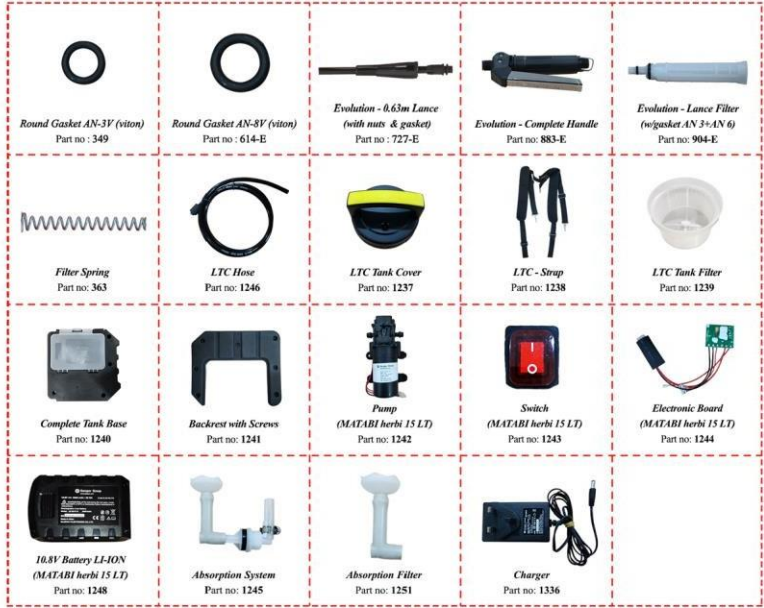 Round Gasket AN-3V (viton)
Part no : 349
Round Gasket AN-8V (viton)
Part no : 614-E
Evolution - 0.63m Lance
(with nuts & gasket)
Part no : 727-E
Evolution - Complete Handle
Part no: 883-E
Evolution - Lance Filter
(w/gasket AN 3+AN 6)
Part no: 904-E
Filter Spring
Part no: 363
LTC Hose
Part no: 1246
LTC Tank Cover
Part no: 1237
LTC - Strap
Part no: 1238
LTC Tank Filter
Part no: 1239
Complete Tank Base
Part no: 1240
Backrest with Screws
Part no: 1241
Pump
(MATABI herbi 15 LT)
Part no: 1242
Switch
(MATABI herbi 15 LT)
Part no: 1243
Electronic Board
(MATABI herbi 15 LT)
Part no: 1244
10.8V Battery LI-ION
(MATABI herbi 15 LT)
Part no: 1248
Absorption System
Part no: 1245
Absorption Filter
Part no: 1251
Charger
Part no: 1336